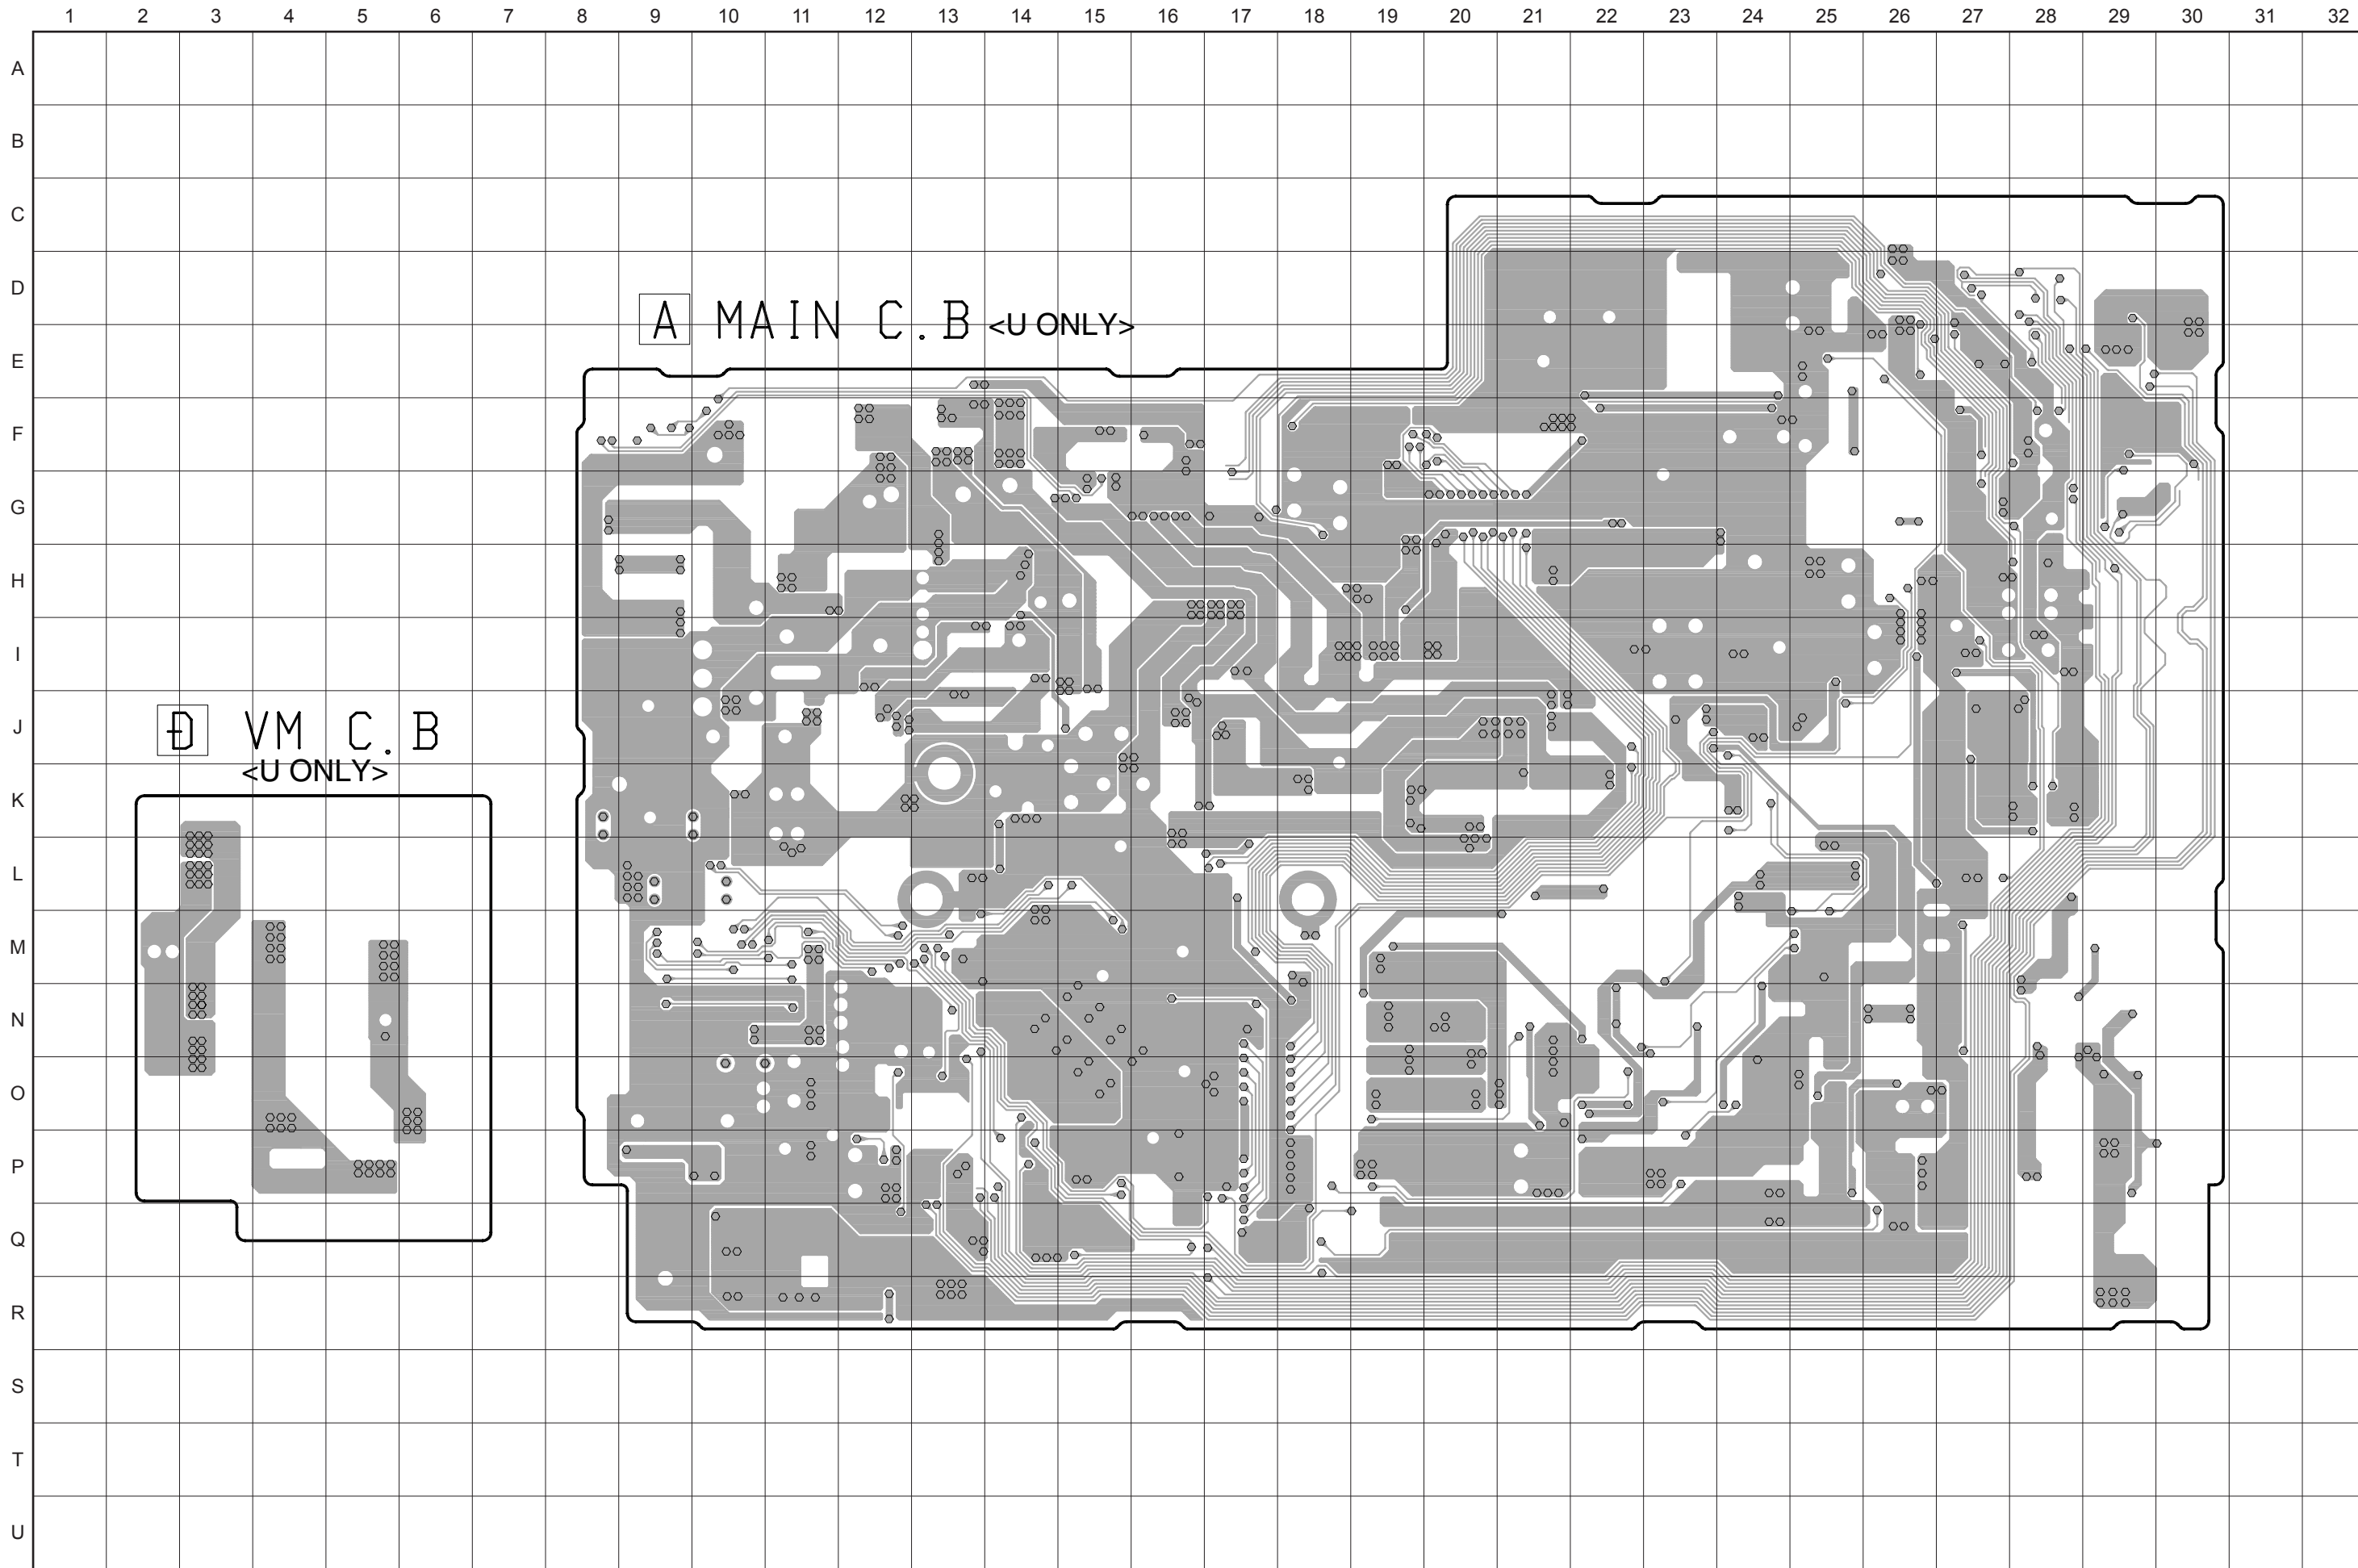 1 2 3 4 5 6 7 8 9 10 11 12 13 14 15 16 17 18 19 20 21 22 23 24 25 26 27 28 29 30 31 32
A
B
C
D
A MAIN C.B <U ONLY>
E
F
G
H
I
J
D VM C.B
<U ONLY>
K
L
M
N
O
P
Q
R
S
T
U